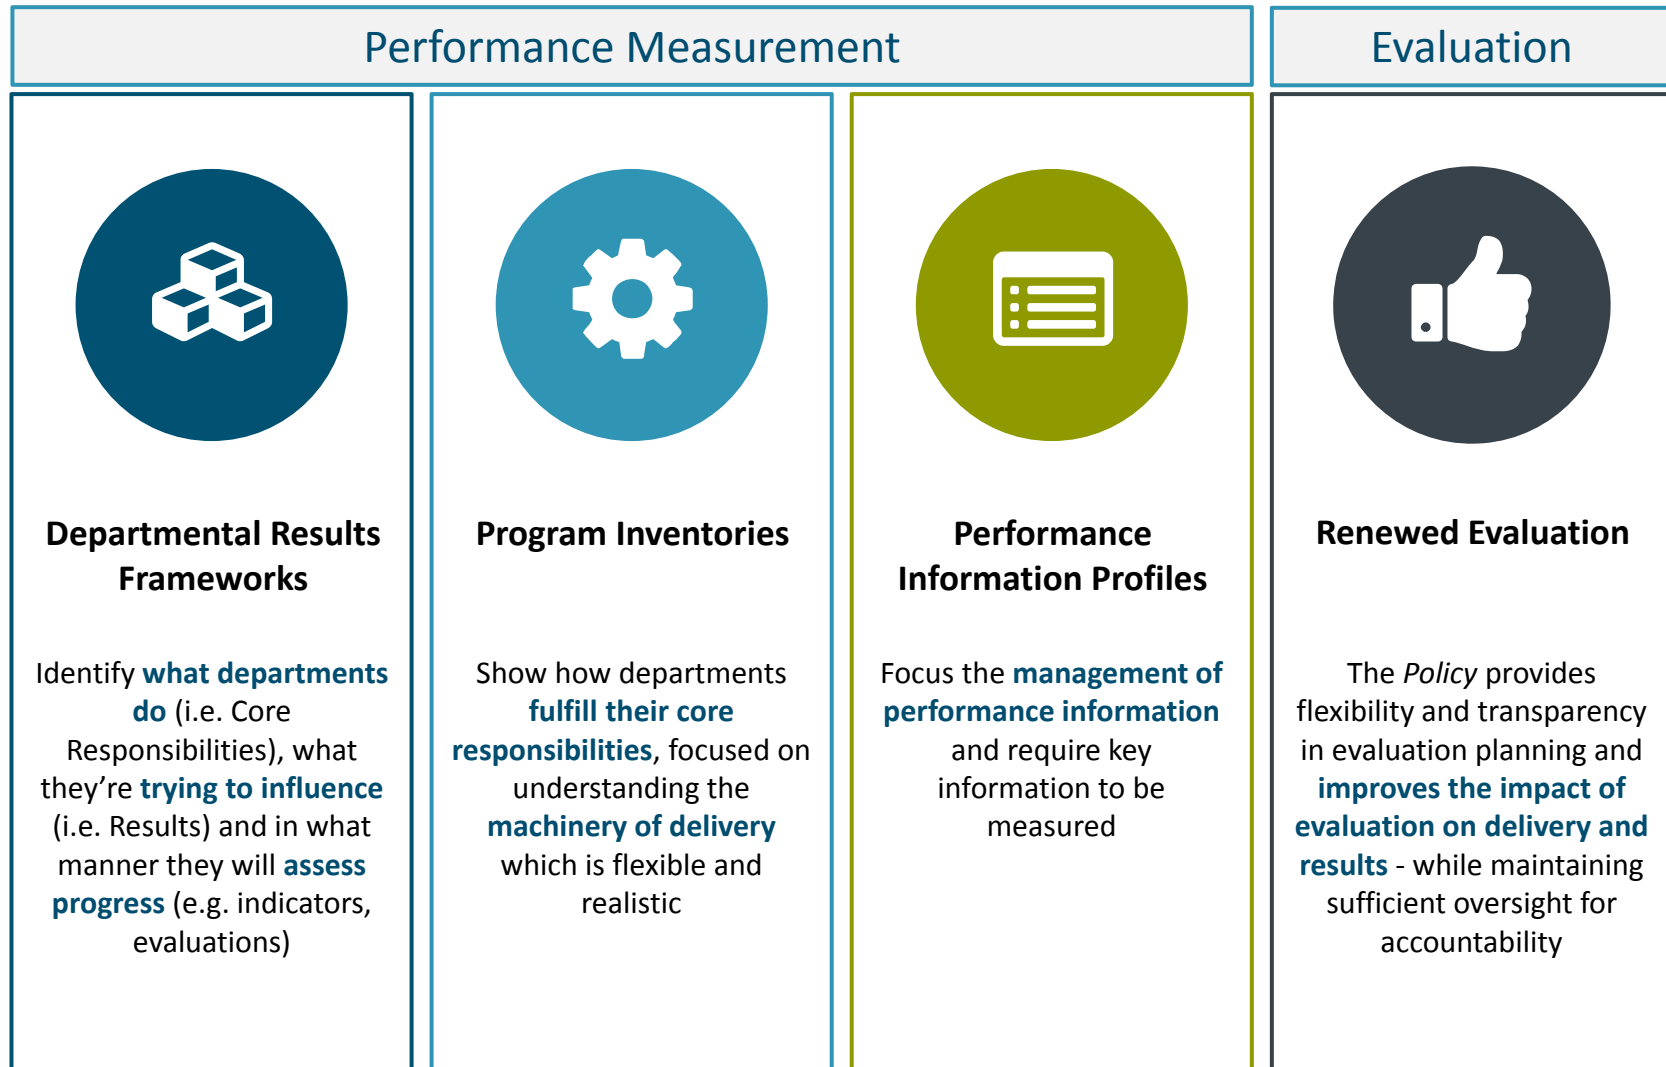 Performance Measurement
Evaluation
Departmental Results
Frameworks
Identify what departments
do (i.e. Core
Responsibilities), what
they’re trying to influence
(i.e. Results) and in what
manner they will assess
progress (e.g. indicators,
evaluations)
Program Inventories
Show how departments
fulfill their core
responsibilities, focused on
understanding the
machinery of delivery
which is flexible and
realistic
Performance
Information Profiles
Focus the management of
performance information
and require key
information to be
measured
Renewed Evaluation
The Policy provides
flexibility and transparency
in evaluation planning and
improves the impact of
evaluation on delivery and
results - while maintaining
sufficient oversight for
accountability